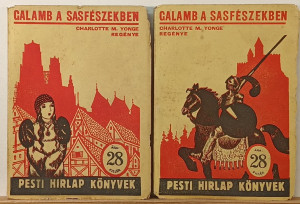 GALAMB A SASFÉSZEKBEN
CHARLOTTE M. YONGE
REGÉNYE
28
PESTI HIRLAP KÖNYVEK
GALAMB A SASFÉSZEKBEN
CHARLOTTE M. YONGE
REGÉNYE
28
PESTI HIRLAP KÖNYVEK